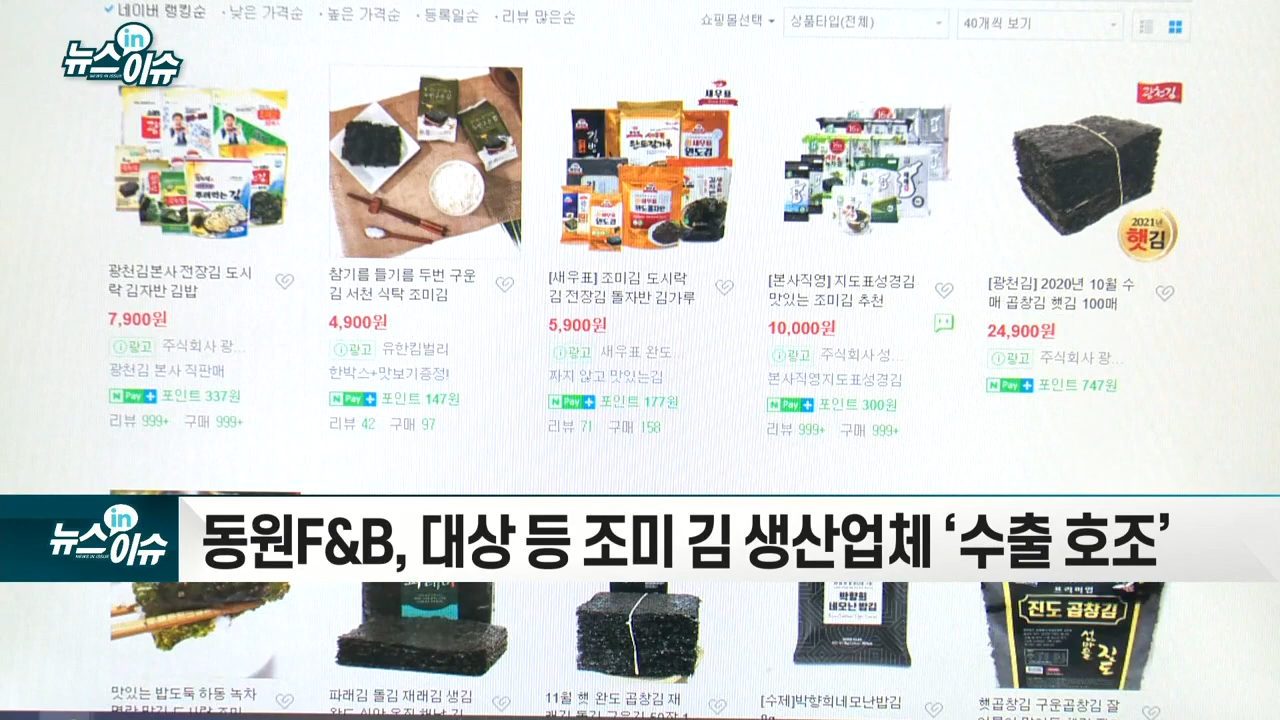 네이버 랭킹순 · 낮은 가격순 · 높은 가격순 · 등록일순 · 리뷰 많은순
쇼핑몰선택 상품타입(전체) 40개씩 보기
뉴스in이슈
NEWS IN ISSUE
새우표
광천김
2021년
햇김
광천김본사 전장김 도시
락 김자반 김밥
7,900원
광고 주식회사 광...
광천김 본사 직판매
N Pay + 포인트 337원
리뷰 999+ 구매 999+
참기름 들기름 두번 구운
김 서천 식탁 조미김
4,900원
광고 유한킴벌리
한박스+맛보기증정!
N Pay + 포인트 147원
리뷰 42 구매 97
[새우표] 조미김 도시락
김 전장김 돌자반 김가루
5,900원
광고 새우표 완도...
짜지 않고 맛있는김
N Pay + 포인트 177원
리뷰 71 구매 158
[본사직영] 지도표성경김
맛있는 조미김 추천
10,000원
광고 주식회사 성...
본사직영지도표성경김
N Pay + 포인트 300원
리뷰 999+ 구매 999+
[광천김] 2020년 10월 수
매 곱창김 햇김 100매
24,900원
광고 주식회사 광...
N Pay + 포인트 747원
뉴스in이슈
NEWS IN ISSUE
동원F&B, 대상 등 조미 김 생산업체 ‘수출 호조’
박향희
네모난밥김
프리미엄
진도 곱창김
맛있는 밥도둑 하동 녹차
파래김 돌김 재래김 생김
11월 햇 완도 곱창김 재
[수제]박향희네모난밥김
햇곱창김 구운곱창김 잘